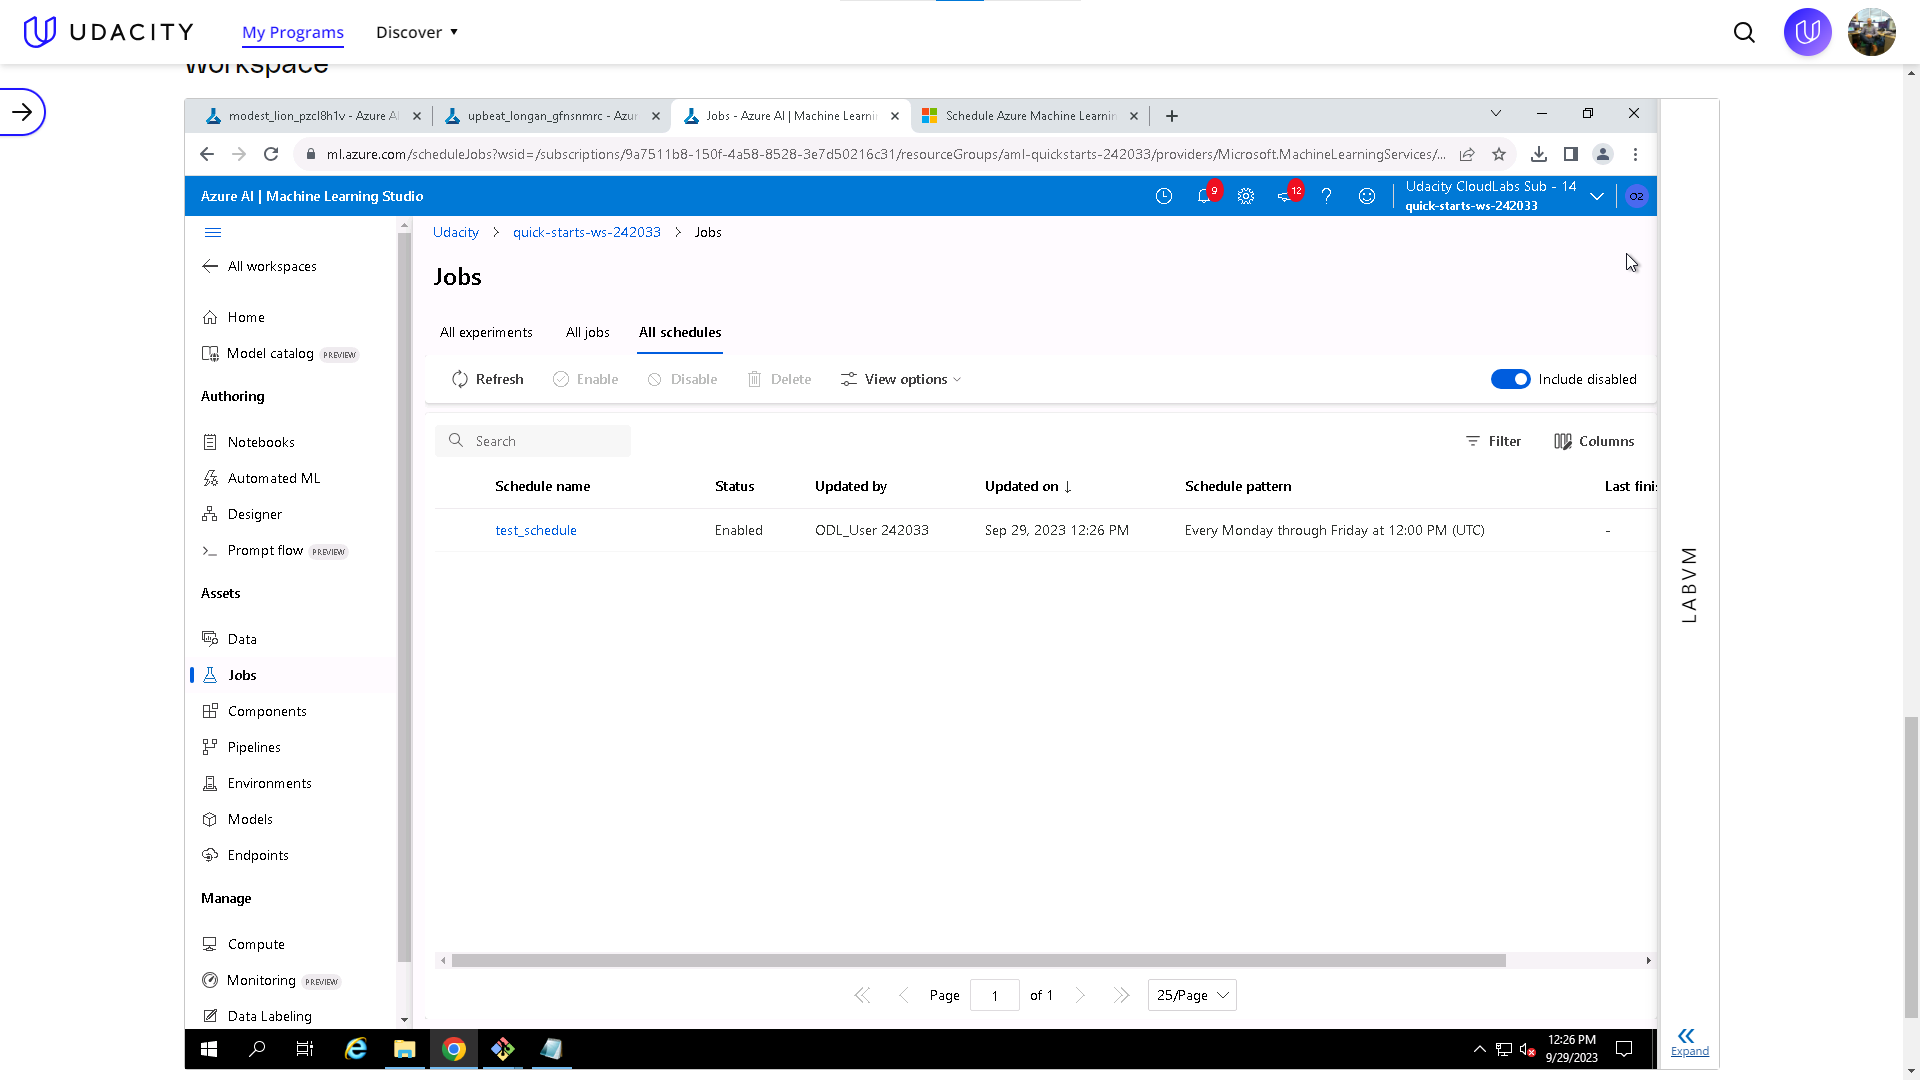 UDACITY
My Programs
Discover
Workspace
modest_lion_pzcl8h1v - Azure AI
upbeat_longan_gfnsnmrc - Azur
Jobs - Azure AI | Machine Learnin
Schedule Azure Machine Learnin
ml.azure.com/scheduleJobs?wsid=/subscriptions/9a7511b8-150f-4a58-8528-3e7d50216c31/resourceGroups/aml-quickstarts-242033/providers/Microsoft.MachineLearningServices/...
Azure AI | Machine Learning Studio
9
12
Udacity CloudLabs Sub - 14
quick-starts-ws-242033
O2
Udacity > quick-starts-ws-242033 > Jobs
All workspaces
Home
Model catalog PREVIEW
Authoring
Notebooks
Automated ML
Designer
Prompt flow PREVIEW
Assets
Data
Jobs
Components
Pipelines
Environments
Models
Endpoints
Manage
Compute
Monitoring PREVIEW
Data Labeling
Jobs
All experiments All jobs All schedules
Refresh Enable Disable Delete View options Include disabled
Search Filter Columns
Schedule name Status Updated by Updated on ↓ Schedule pattern Last finis
test_schedule Enabled ODL_User 242033 Sep 29, 2023 12:26 PM Every Monday through Friday at 12:00 PM (UTC) -
Page 1 of 1 25/Page
LABVM
Expand
12:26 PM
9/29/2023